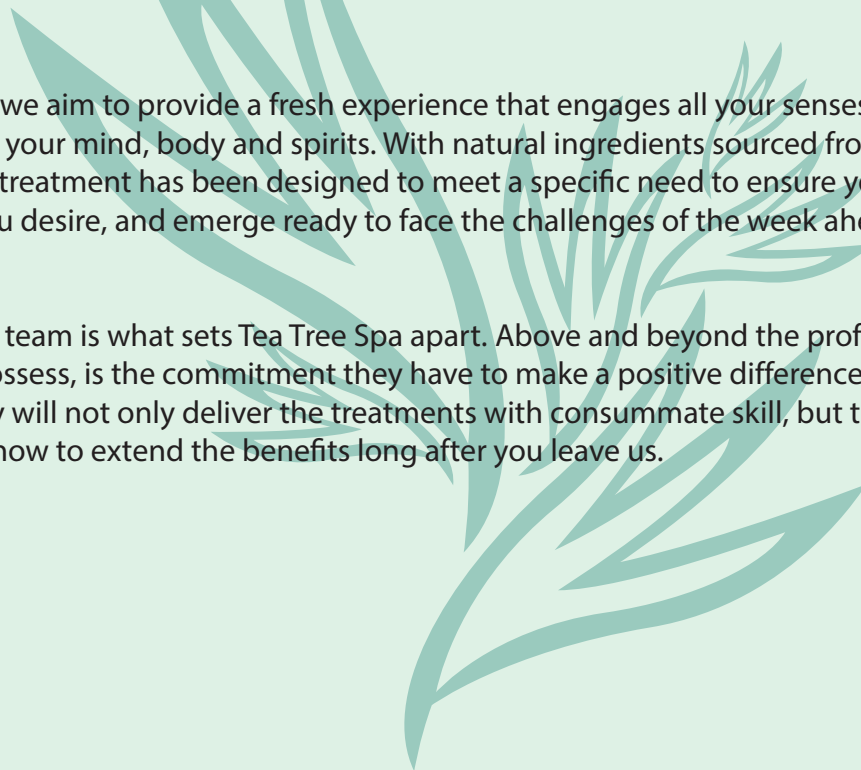 we aim to provide a fresh experience that engages all your senses
your mind, body and spirits. With natural ingredients sourced fro
treatment has been designed to meet a specific need to ensure y
u desire, and emerge ready to face the challenges of the week ah
team is what sets Tea Tree Spa apart. Above and beyond the prof
ossess, is the commitment they have to make a positive difference
y will not only deliver the treatments with consummate skill, but t
how to extend the benefits long after you leave us.